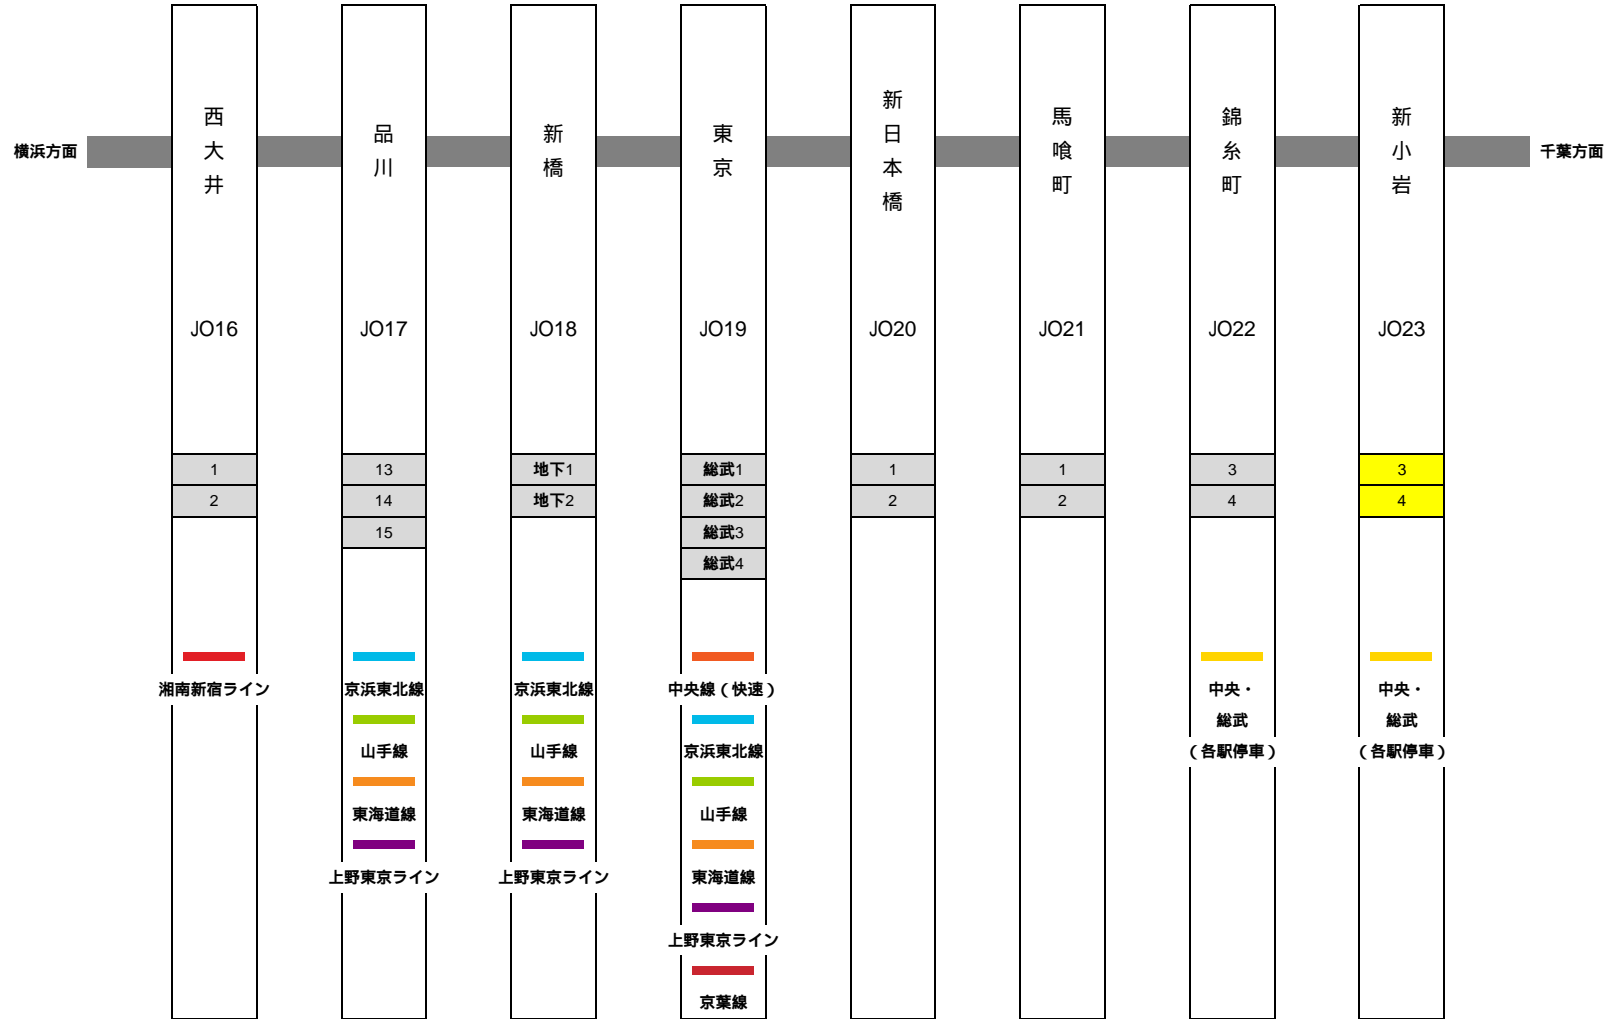 横浜方面
西大井
品川
新橋
東京
新日本橋
馬喰町
錦糸町
新小岩
千葉方面
JO16
JO17
JO18
JO19
JO20
JO21
JO22
JO23
1
13
地下1
総武1
1
1
3
3
2
14
地下2
総武2
2
2
4
4
15
総武3
総武4
湘南新宿ライン
京浜東北線
京浜東北線
中央線（快速）
中央・
中央・
総武
総武
山手線
山手線
京浜東北線
（各駅停車）
（各駅停車）
東海道線
東海道線
山手線
上野東京ライン
上野東京ライン
東海道線
上野東京ライン
京葉線